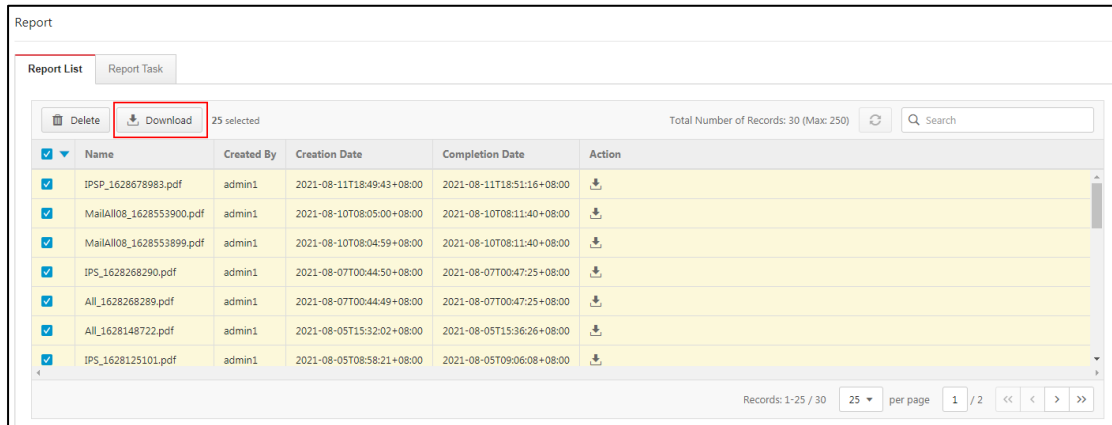 Report
Report List Report Task
Delete Download 25 selected Total Number of Records: 30 (Max: 250) Search
Name Created By Creation Date Completion Date Action
IPSP_1628678983.pdf admin1 2021-08-11T18:49:43+08:00 2021-08-11T18:51:16+08:00
MailAll08_1628553900.pdf admin1 2021-08-10T08:05:00+08:00 2021-08-10T08:11:40+08:00
MailAll08_1628553899.pdf admin1 2021-08-10T08:04:59+08:00 2021-08-10T08:11:40+08:00
IPS_1628268290.pdf admin1 2021-08-07T00:44:50+08:00 2021-08-07T00:47:25+08:00
All_1628268289.pdf admin1 2021-08-07T00:44:49+08:00 2021-08-07T00:47:25+08:00
All_1628148722.pdf admin1 2021-08-05T15:32:02+08:00 2021-08-05T15:36:26+08:00
IPS_1628125101.pdf admin1 2021-08-05T08:58:21+08:00 2021-08-05T09:06:08+08:00
Records: 1-25 / 30 25 per page 1 / 2 << < > >>